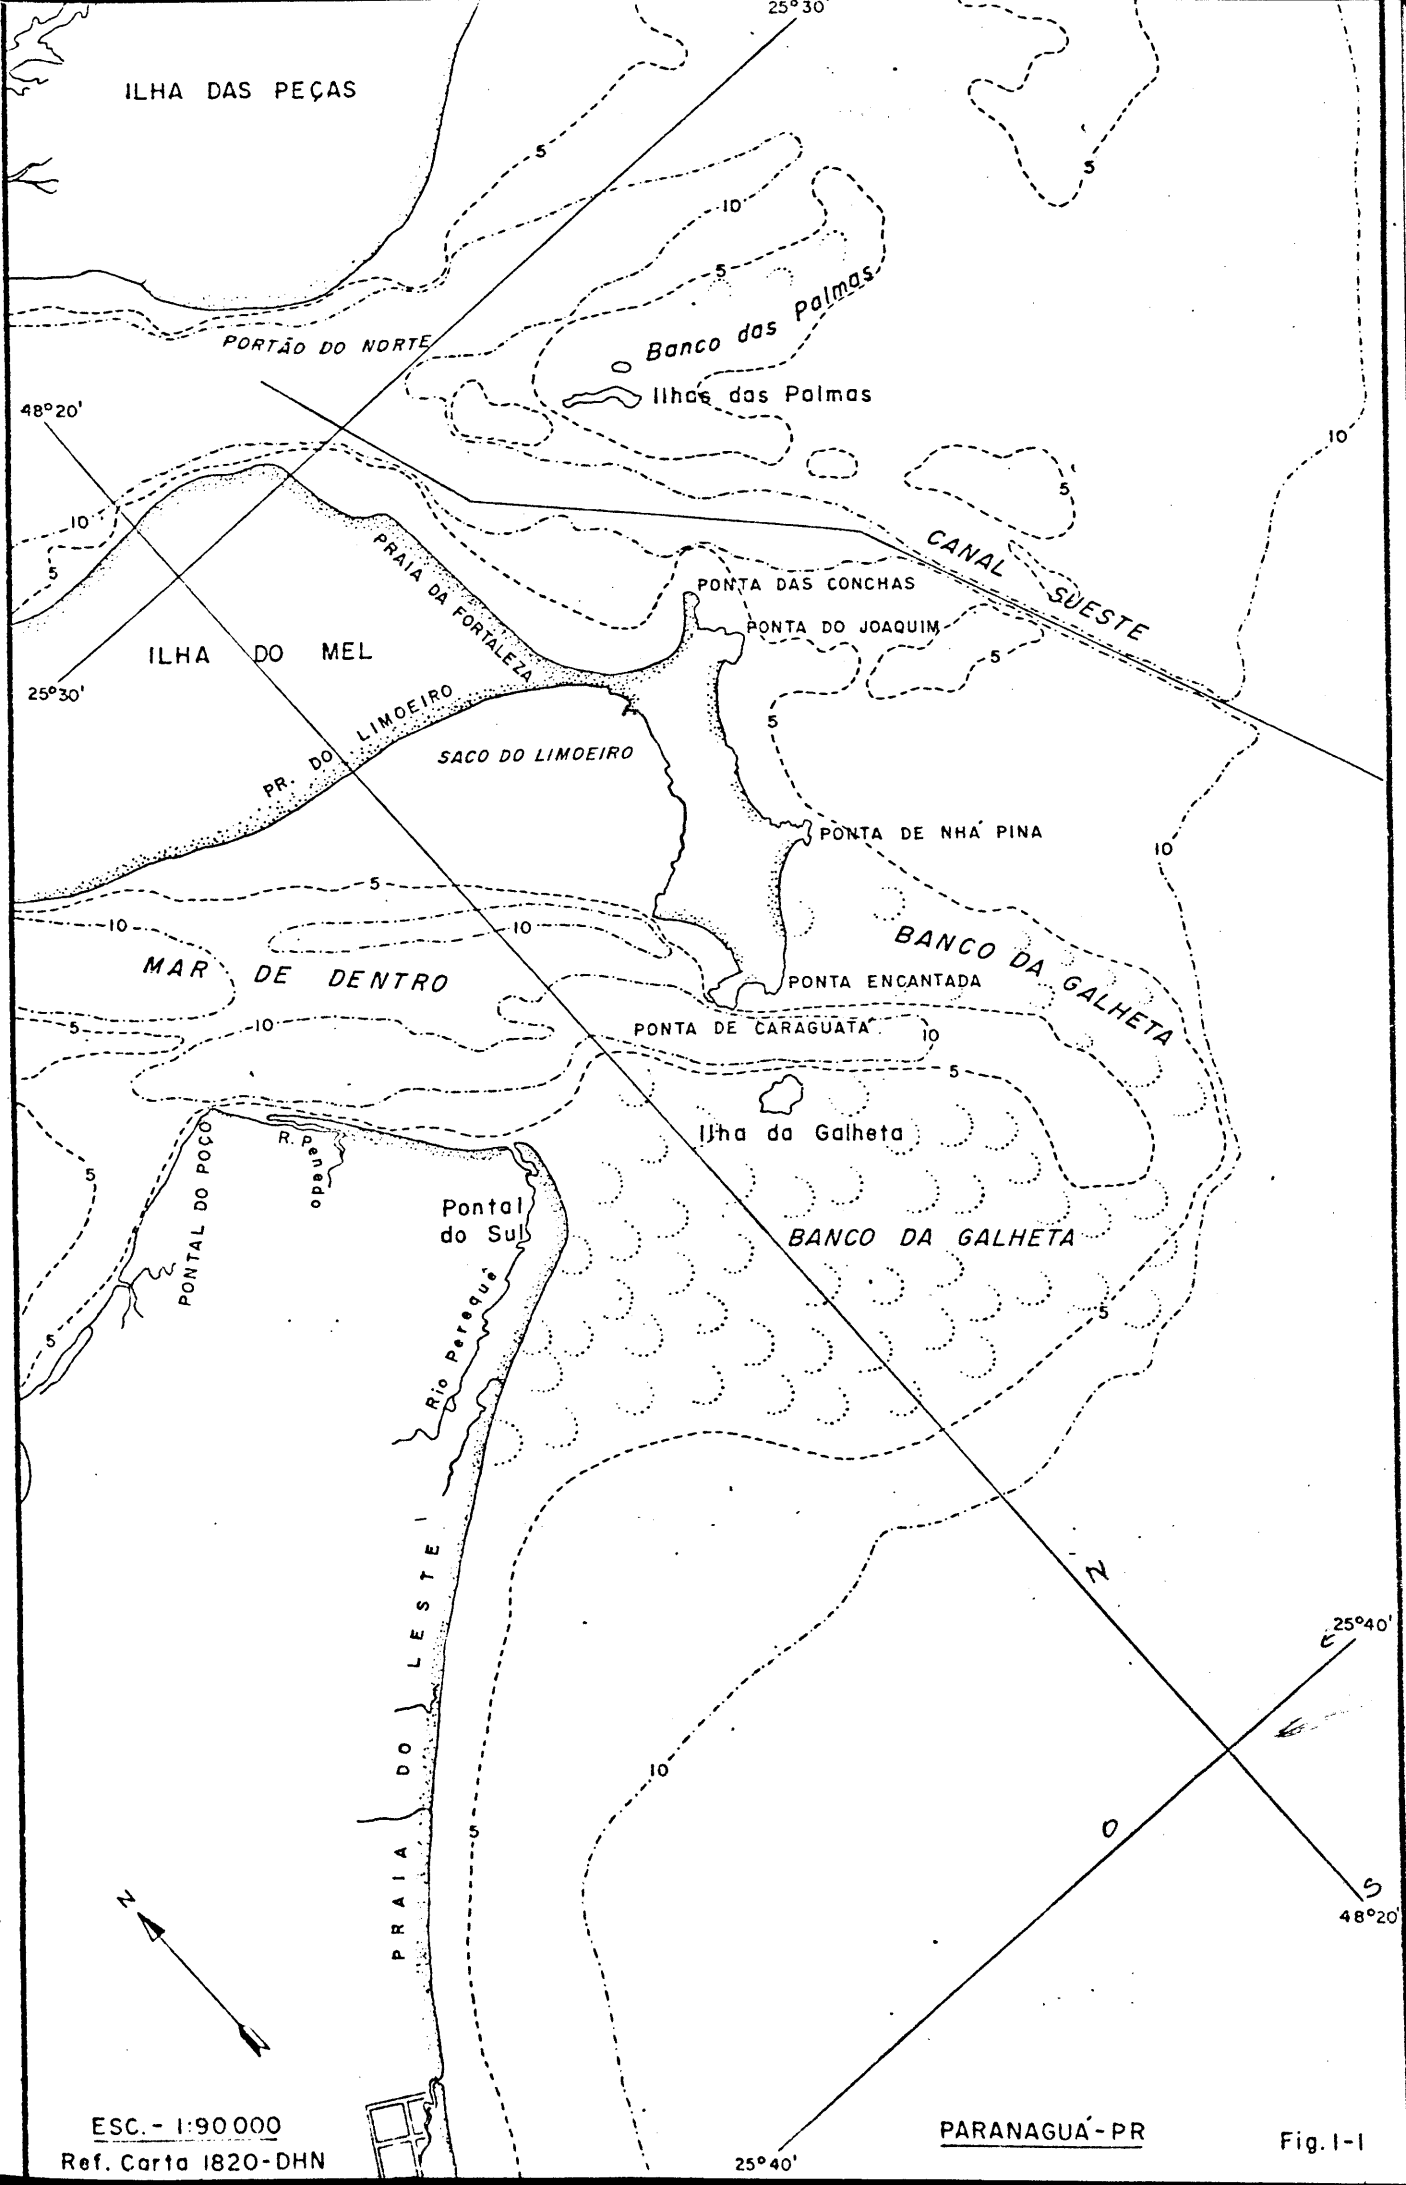 25°30'
ILHA DAS PEÇAS
5
5
10
5
PORTÃO DO NORTE
Banco das Palmas
Ilhas das Palmas
48°20'
10
5
10
5
CANAL SUESTE
PRAIA DA FORTALEZA
PONTA DAS CONCHAS
PONTA DO JOAQUIM
5
ILHA DO MEL
25°30'
PR. DO LIMOEIRO
5
SACO DO LIMOEIRO
PONTA DE NHÁ PINA
10
5
10
10
BANCO DA GALHETA
MAR DE DENTRO
PONTA ENCANTADA
5
10
PONTA DE CARAGUATÁ
10
5
R. Penedo
Ilha da Galheta
5
PONTAL DO POÇO
Pontal
do Sul
BANCO DA GALHETA
5
5
Rio Perequê
N
25°40'
E
PRAIA DO LESTE
10
5
O
S
48°20'
N
ESC. - 1:90 000
Ref. Carta 1820-DHN
PARANAGUÁ-PR
Fig. I-I
25°40'